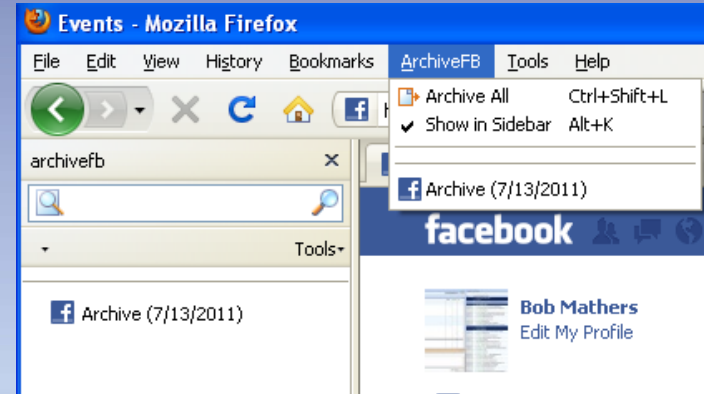 Events - Mozilla Firefox
File Edit View History Bookmarks ArchiveFB Tools Help
Archive All Ctrl+Shift+L
Show in Sidebar Alt+K
Archive (7/13/2011)
archivefb
Tools
Archive (7/13/2011)
facebook
Bob Mathers
Edit My Profile